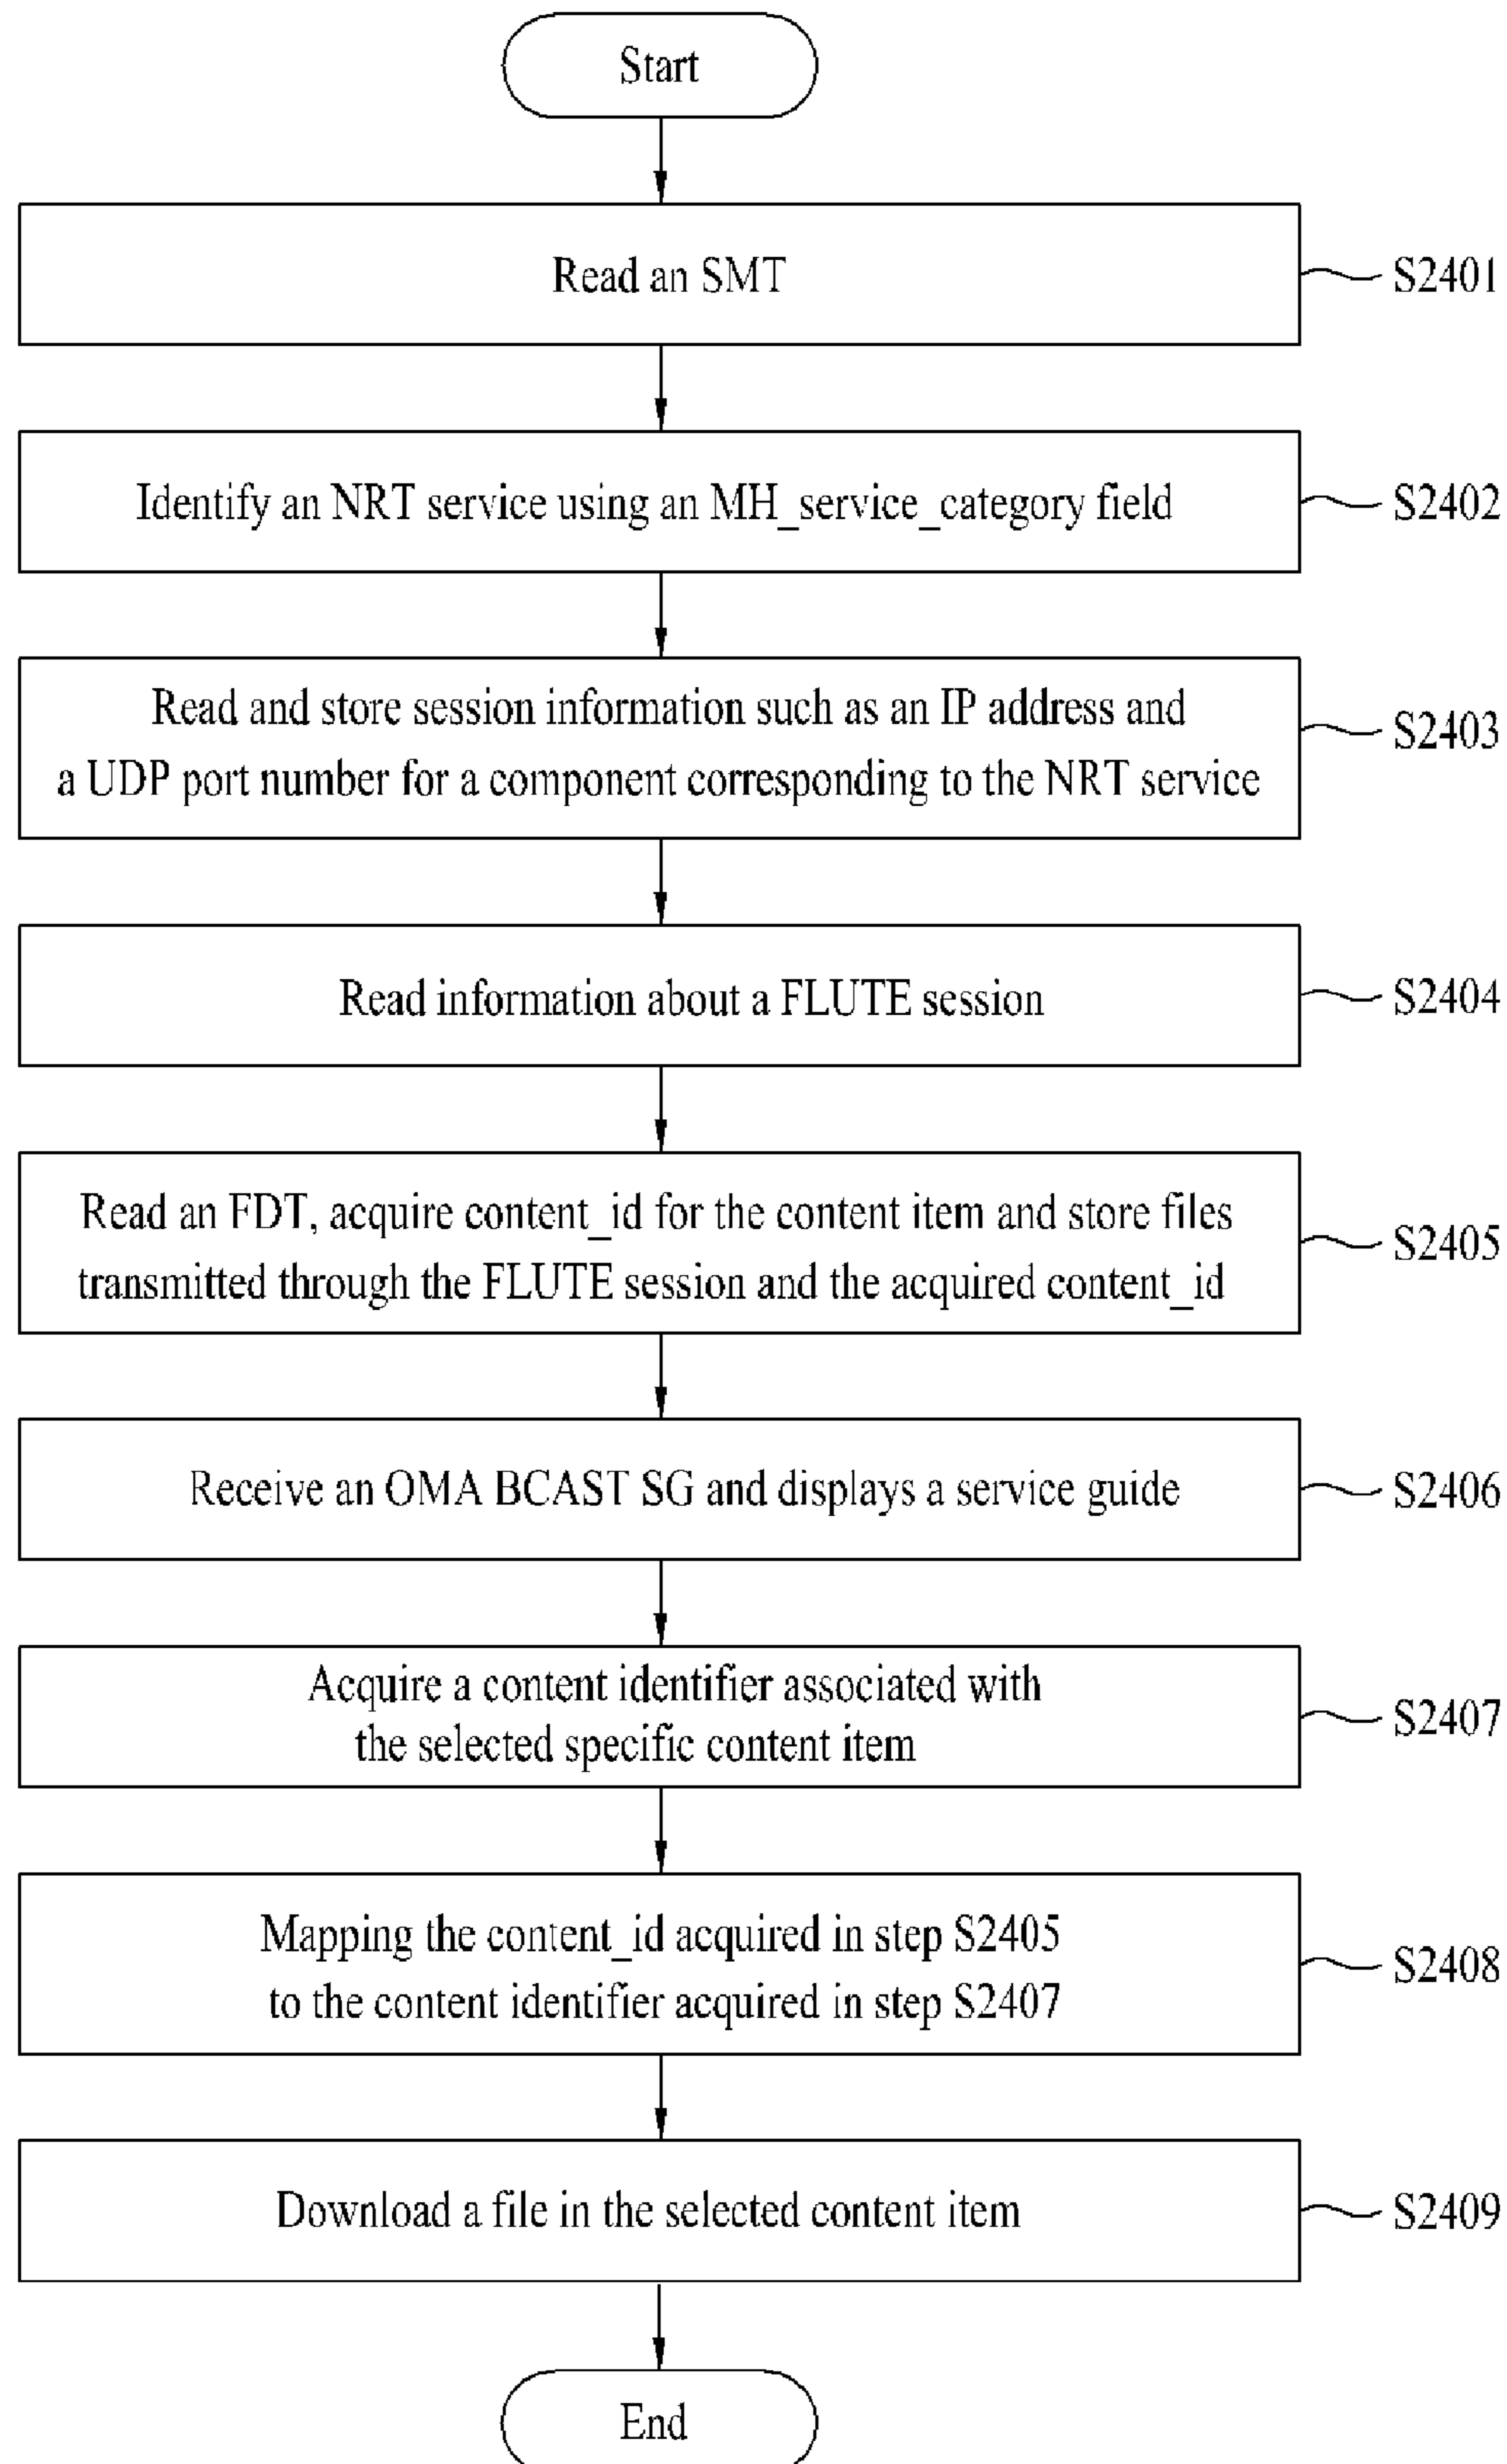 Start
Read an SMT
S2401
Identify an NRT service using an MH_service_category field
S2402
Read and store session information such as an IP address and
a UDP port number for a component corresponding to the NRT service
S2403
Read information about a FLUTE session
S2404
Read an FDT, acquire content_id for the content item and store files
transmitted through the FLUTE session and the acquired content_id
S2405
Receive an OMA BCAST SG and displays a service guide
S2406
Acquire a content identifier associated with
the selected specific content item
S2407
Mapping the content_id acquired in step S2405
to the content identifier acquired in step S2407
S2408
Download a file in the selected content item
S2409
End